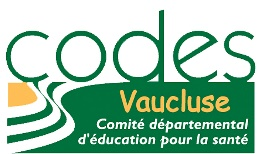 codes
Vaucluse
Comité départemental
d'éducation pour la santé